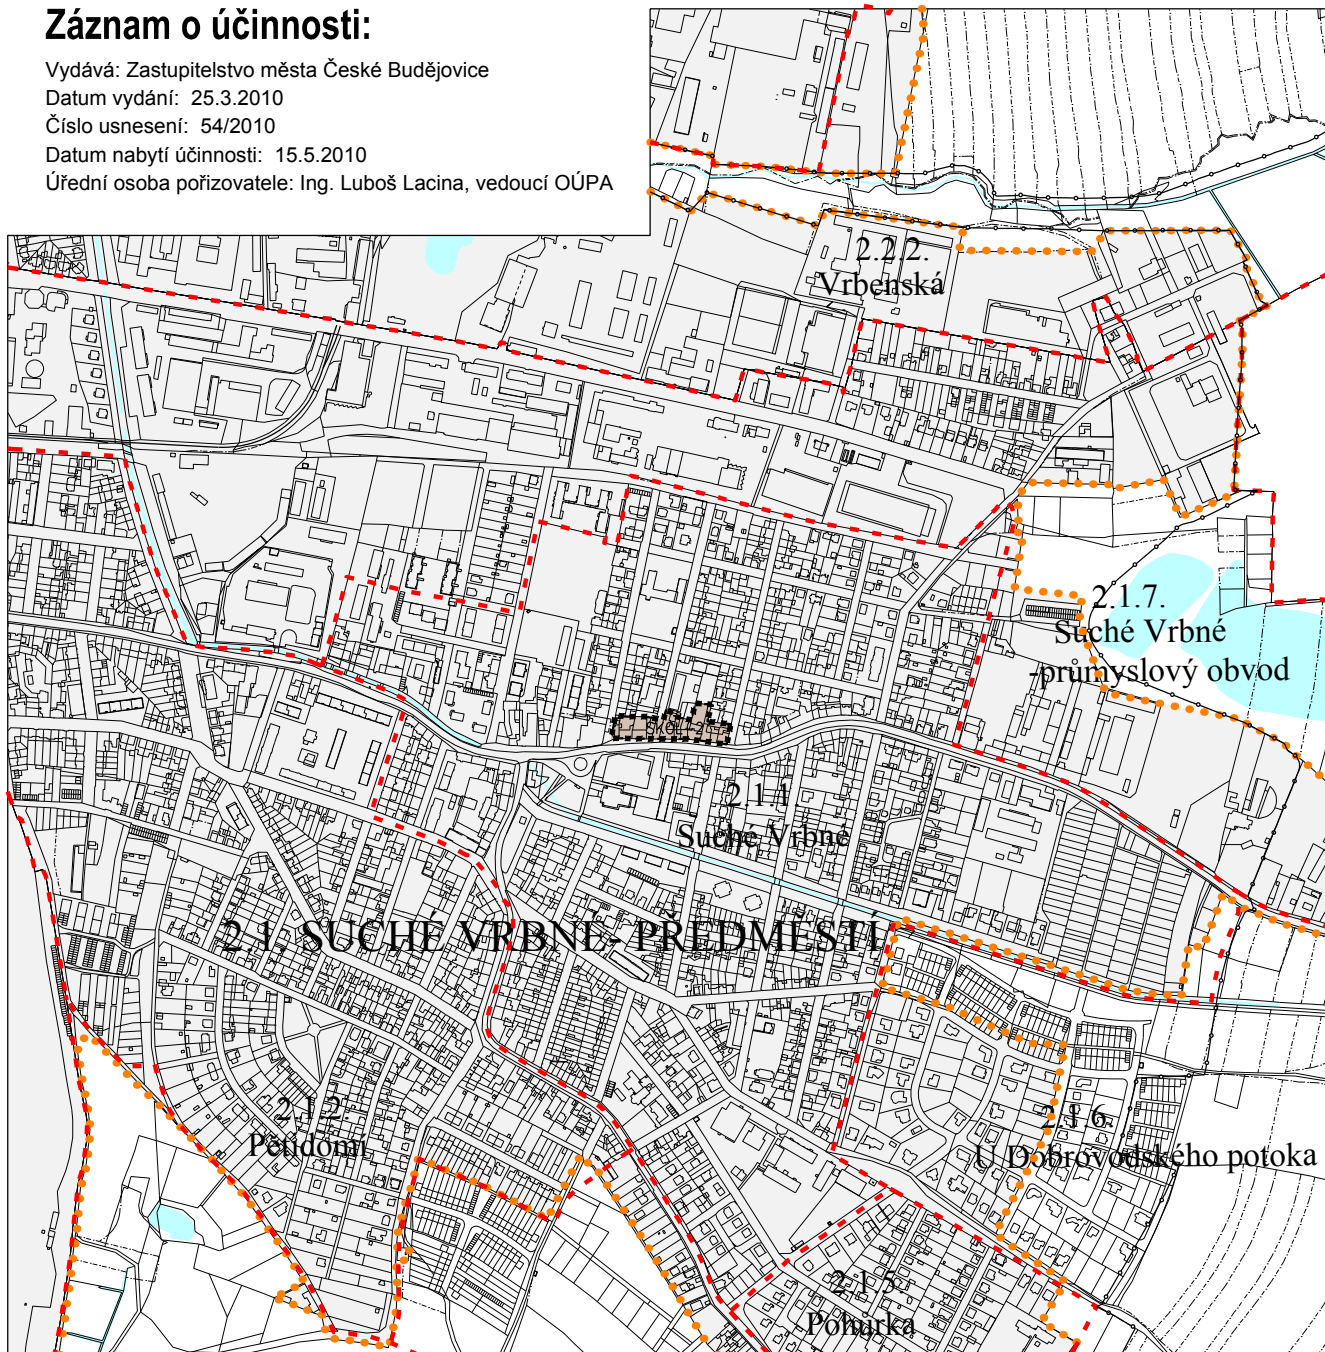 Záznam o účinnosti:
Vydává: Zastupitelstvo města České Budějovice
Datum vydání: 25.3.2010
Číslo usnesení: 54/2010
Datum nabytí účinnosti: 15.5.2010
Úřední osoba pořizovatele: Ing. Luboš Lacina, vedoucí OÚPA
2.2.2.
Vrbenská
2.1.7.
Suché Vrbné
-průmyslový obvod
2.1.1.
Suché Vrbné
2.1. SUCHÉ VRBNÉ- PŘEDMĚSTÍ
2.1.2.
Pětidomí
2.1.6.
U Dobrovodského potoka
2.1.5.
Pohůrka